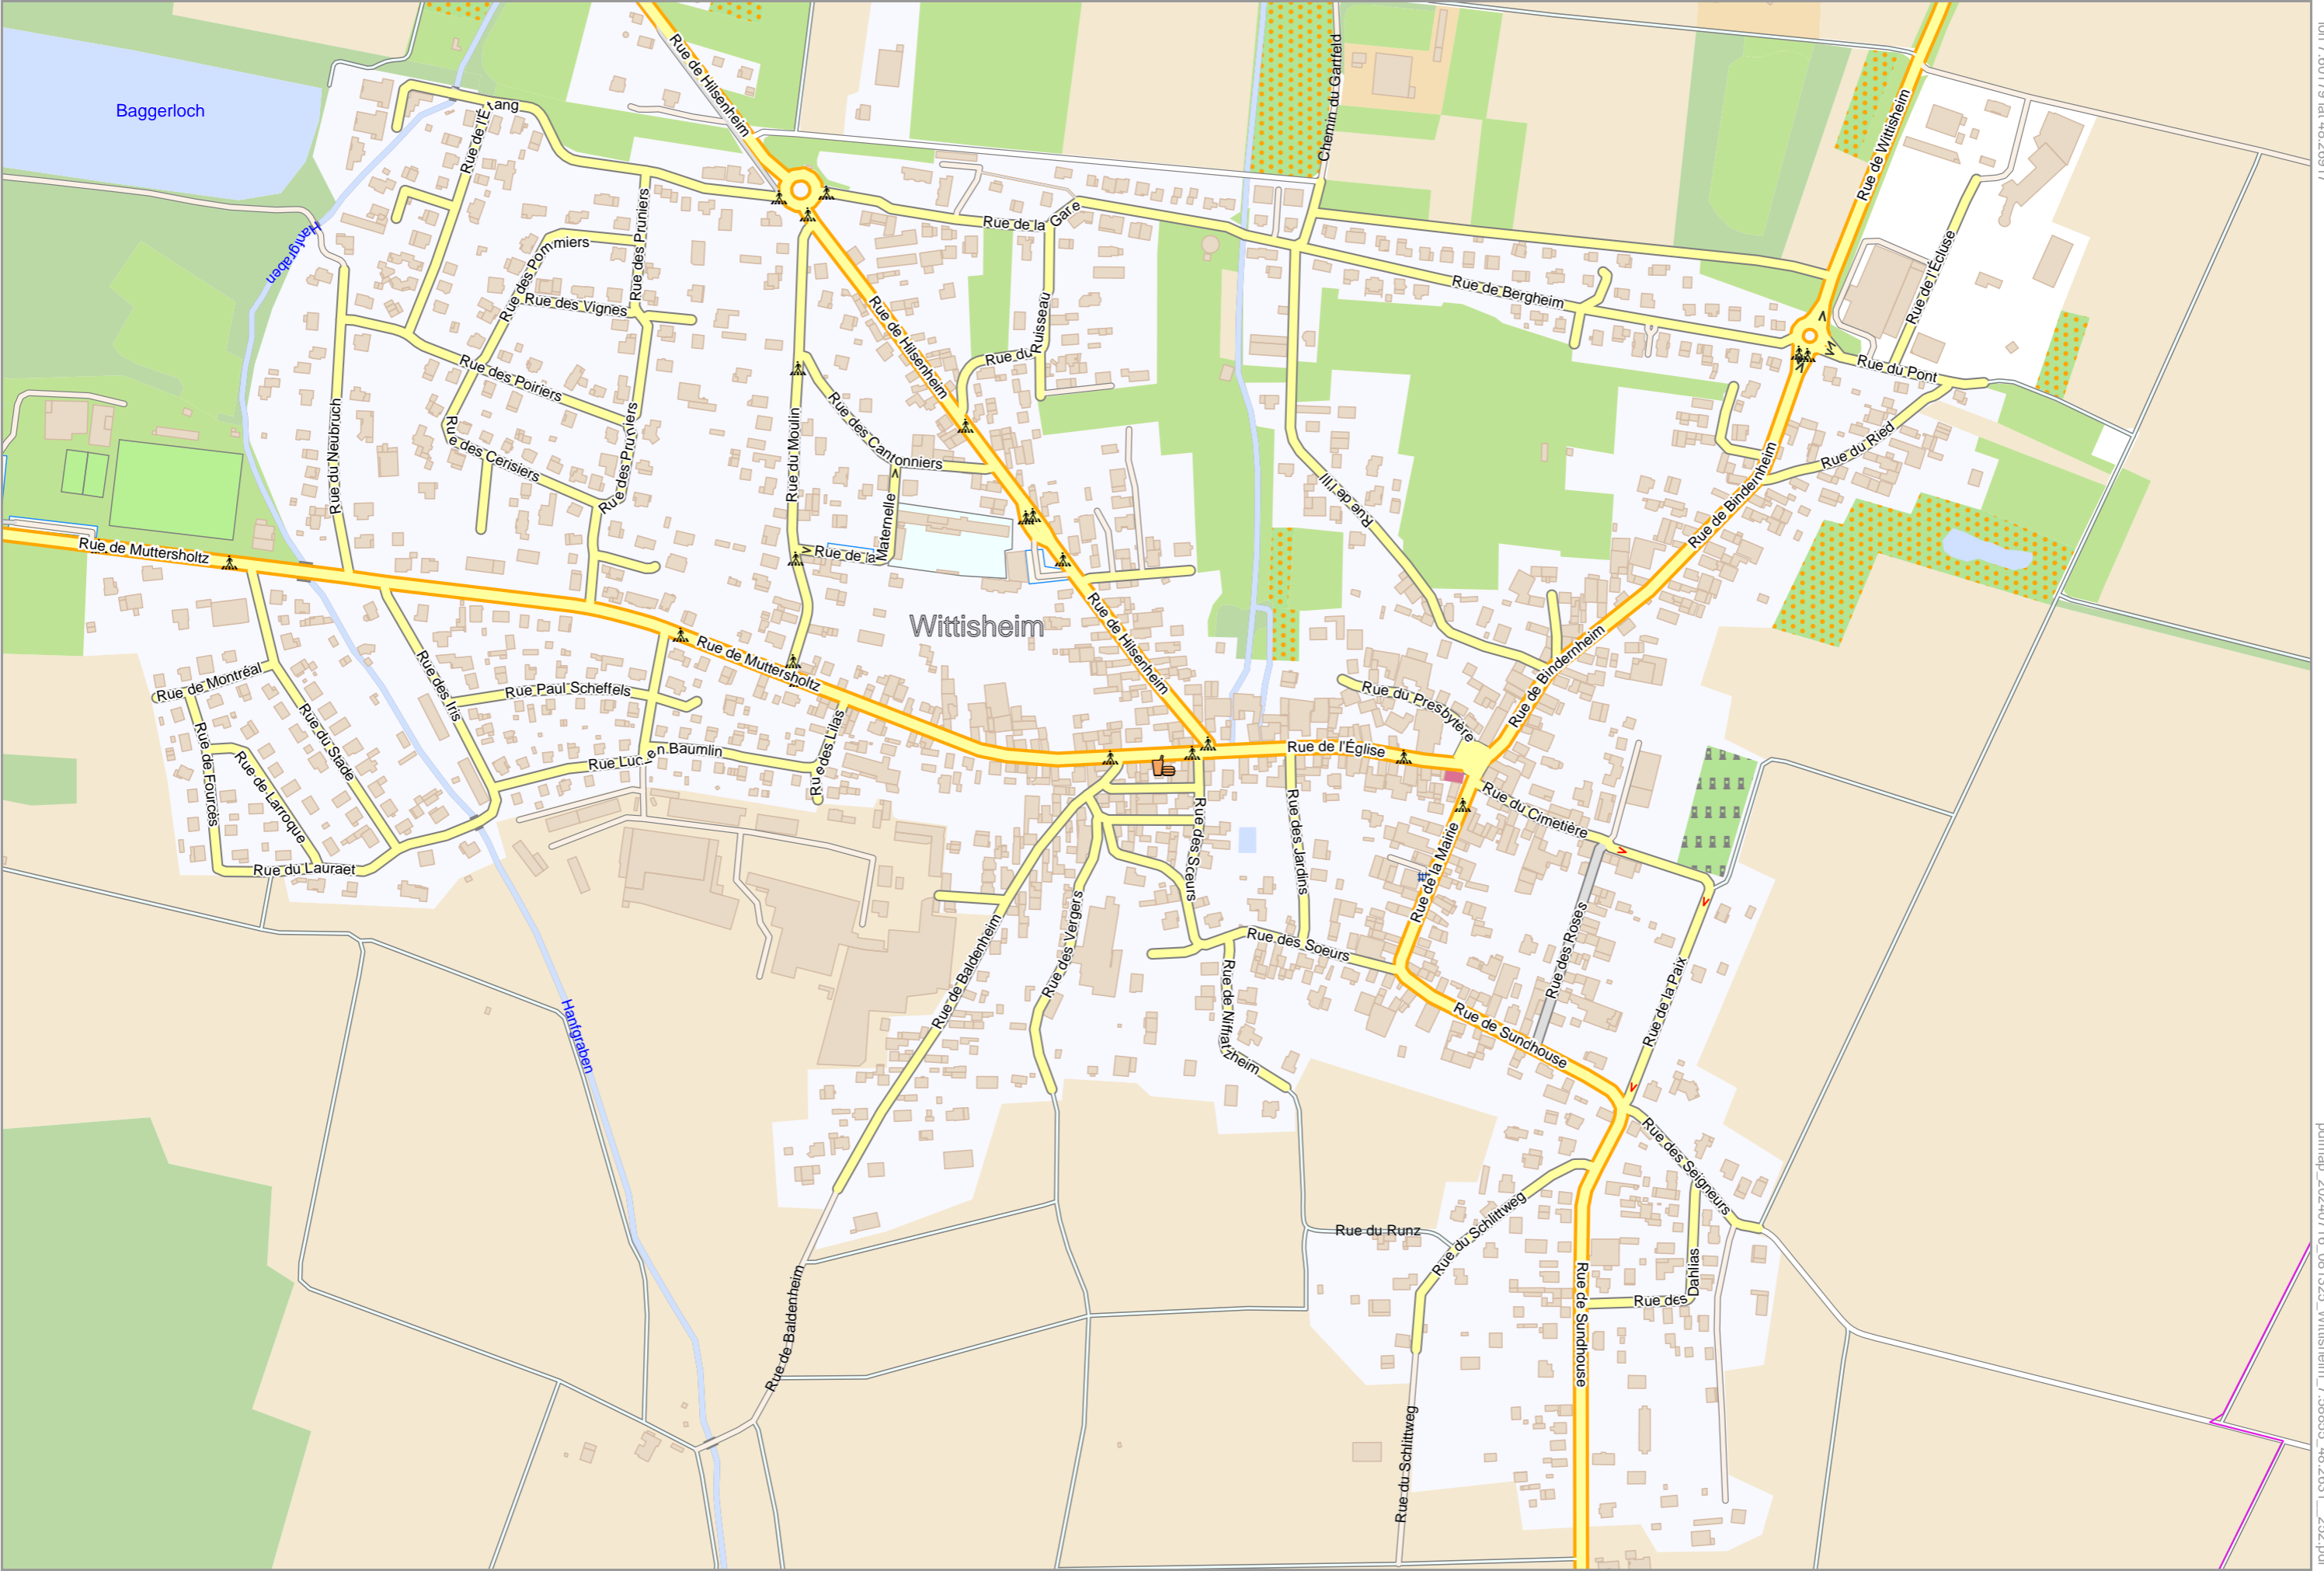 Baggerloch
Rue de l'Étang
Rue de Hilsenheim
Chemin du Gartfeld
Rue de Wittisheim
Hanfgraben
Rue des Pommiers
Rue des Pruniers
Rue de la Gare
Rue de Bergheim
Rue de l'Écluse
Rue des Vignes
Rue de Hilsenheim
Rue du Ruisseau
Rue des Poiriers
Rue du Pont
Rue du Neubruch
Rue des Cerisiers
Rue des Pruniers
Rue du Moulin
Rue des Cantonniers
Rue de l'Ill
Rue du Ried
Rue de Bindernheim
Rue de Muttersholtz
Rue de la Maternelle
Wittisheim
Rue de Hilsenheim
Rue de Muttersholtz
Rue de Montréal
Rue des Iris
Rue Paul Scheffels
Rue du Presbytère
Rue de Bindernheim
Rue de Fourcès
Rue de Larroque
Rue du Stade
Rue Lucien Baumlin
Rue des Lilas
Rue de l'Église
Rue du Lauraet
Rue des Sœurs
Rue des Jardins
Rue de la Mairie
Rue du Cimetière
Rue des Vergers
Rue de Baldenheim
Rue des Soeurs
Rue de Niffratzheim
Rue des Roses
Rue de la Paix
Rue de Sundhouse
Hanfgraben
Rue des Seigneurs
Rue du Runz
Rue du Schlittweg
Rue des Dahlias
Rue de Baldenheim
Rue de Sundhouse
Rue du Schlittweg